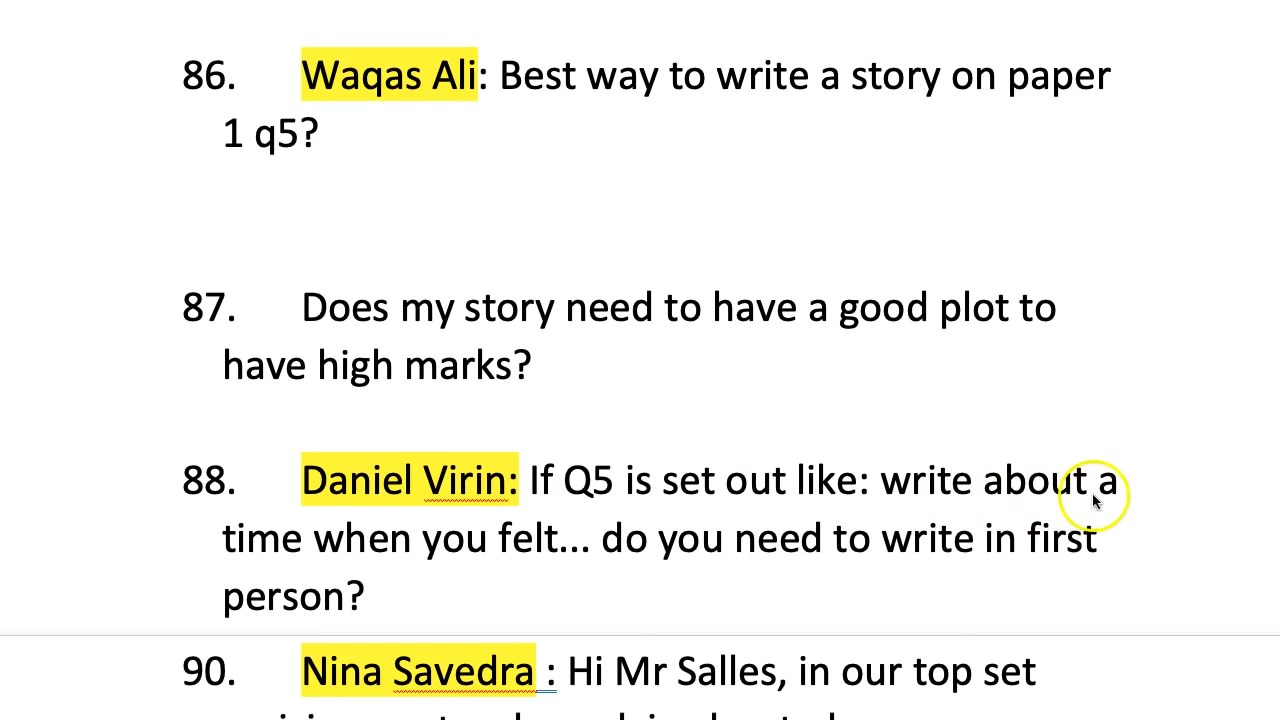 86. Waqas Ali: Best way to write a story on paper
1 q5?
87. Does my story need to have a good plot to
have high marks?
88. Daniel Virin: If Q5 is set out like: write about a
time when you felt... do you need to write in first
person?
90. Nina Savedra : Hi Mr Salles, in our top set